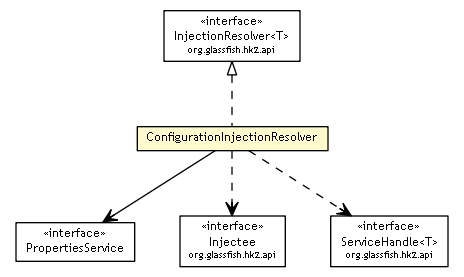 «interface»
InjectionResolver<T>
org.glassfish.hk2.api
ConfigurationInjectionResolver
«interface»
PropertiesService
«interface»
Injectee
org.glassfish.hk2.api
«interface»
ServiceHandle<T>
org.glassfish.hk2.api